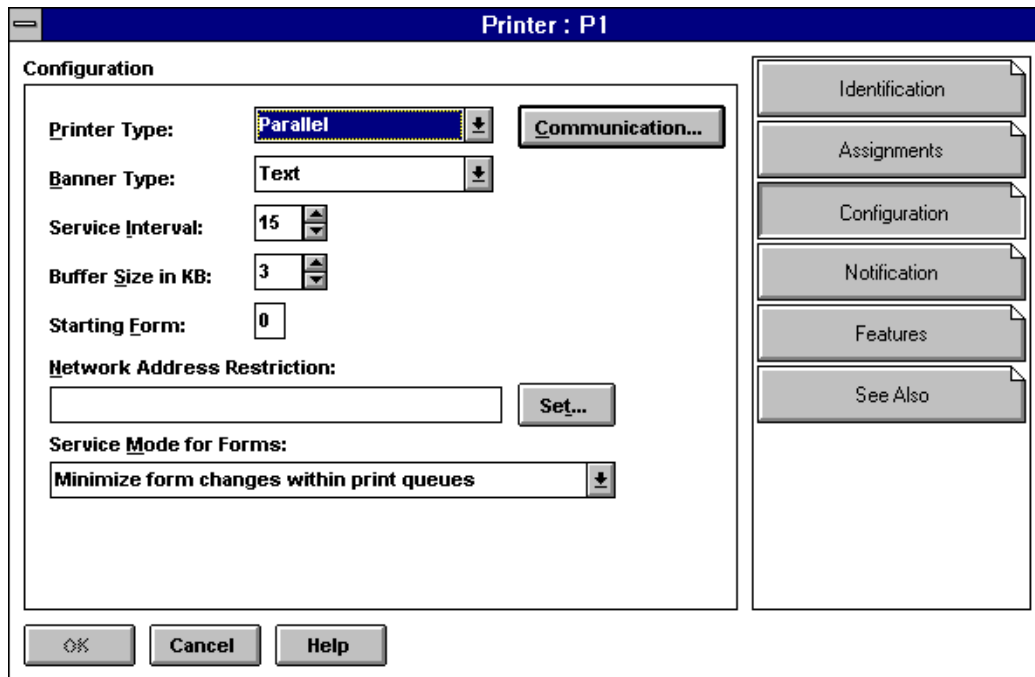 Printer : P1
Configuration
Printer Type: Parallel Communication...
Banner Type: Text
Service Interval: 15
Buffer Size in KB: 3
Starting Form: 0
Network Address Restriction:
Set...
Service Mode for Forms:
Minimize form changes within print queues
OK Cancel Help
Identification
Assignments
Configuration
Notification
Features
See Also